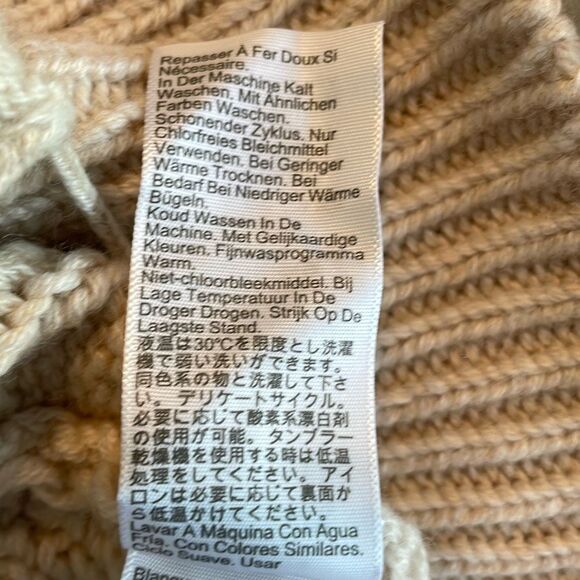 Repasser A Fer Doux Si
Nécessaire.
In Der Maschine Kalt
Waschen. Mit Ähnlichen
Farben Waschen.
Schonender Zyklus. Nur
Chlorfreies Bleichmittel
Verwenden. Bei Geringer
Wärme Trocknen. Bei
Bedarf Bei Niedriger Wärme
Bügeln.
Koud Wassen In De
Machine. Met Gelijkaardige
Kleuren. Fijnwasprogramma
Warm.
Niet-chloorbleekmiddel. Bij
Lage Temperatuur In De
Droger Drogen. Strijk Op De
Laagste Stand.
液温は30℃を限度とし洗濯
機で弱い洗いができます。
同色系の物と洗濯して下さ
い。デリケートサイクル。
必要に応じて酸素系漂白剤
の使用が可能。タンブラー
乾燥機を使用する時は低温
処理をしてください。アイ
ロンは必要に応じて裏面か
ら低温かけてください。
Lavar A Máquina Con Agua
Fría. Con Colores Similares.
Ciclo Suave. Usar